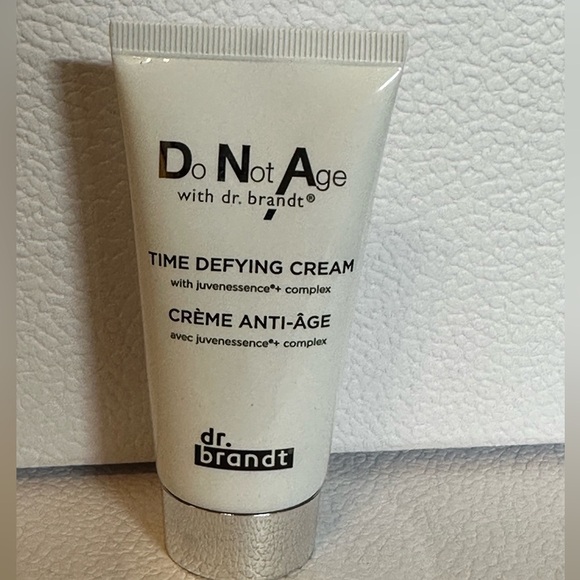 Do Not Age
with dr. brandt®
TIME DEFYING CREAM
with juvenessence®+ complex
CRÈME ANTI-ÂGE
avec juvenessence®+ complex
dr.
brandt